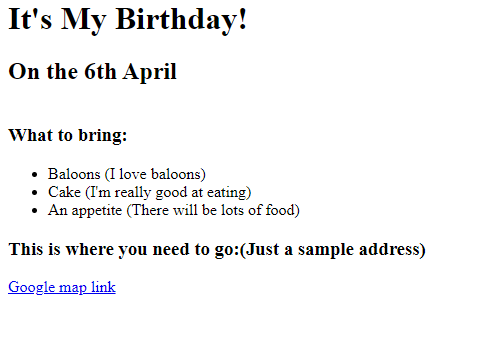 It's My Birthday!
On the 6th April
What to bring:
Baloons (I love baloons)
Cake (I'm really good at eating)
An appetite (There will be lots of food)
This is where you need to go:(Just a sample address)
Google map link